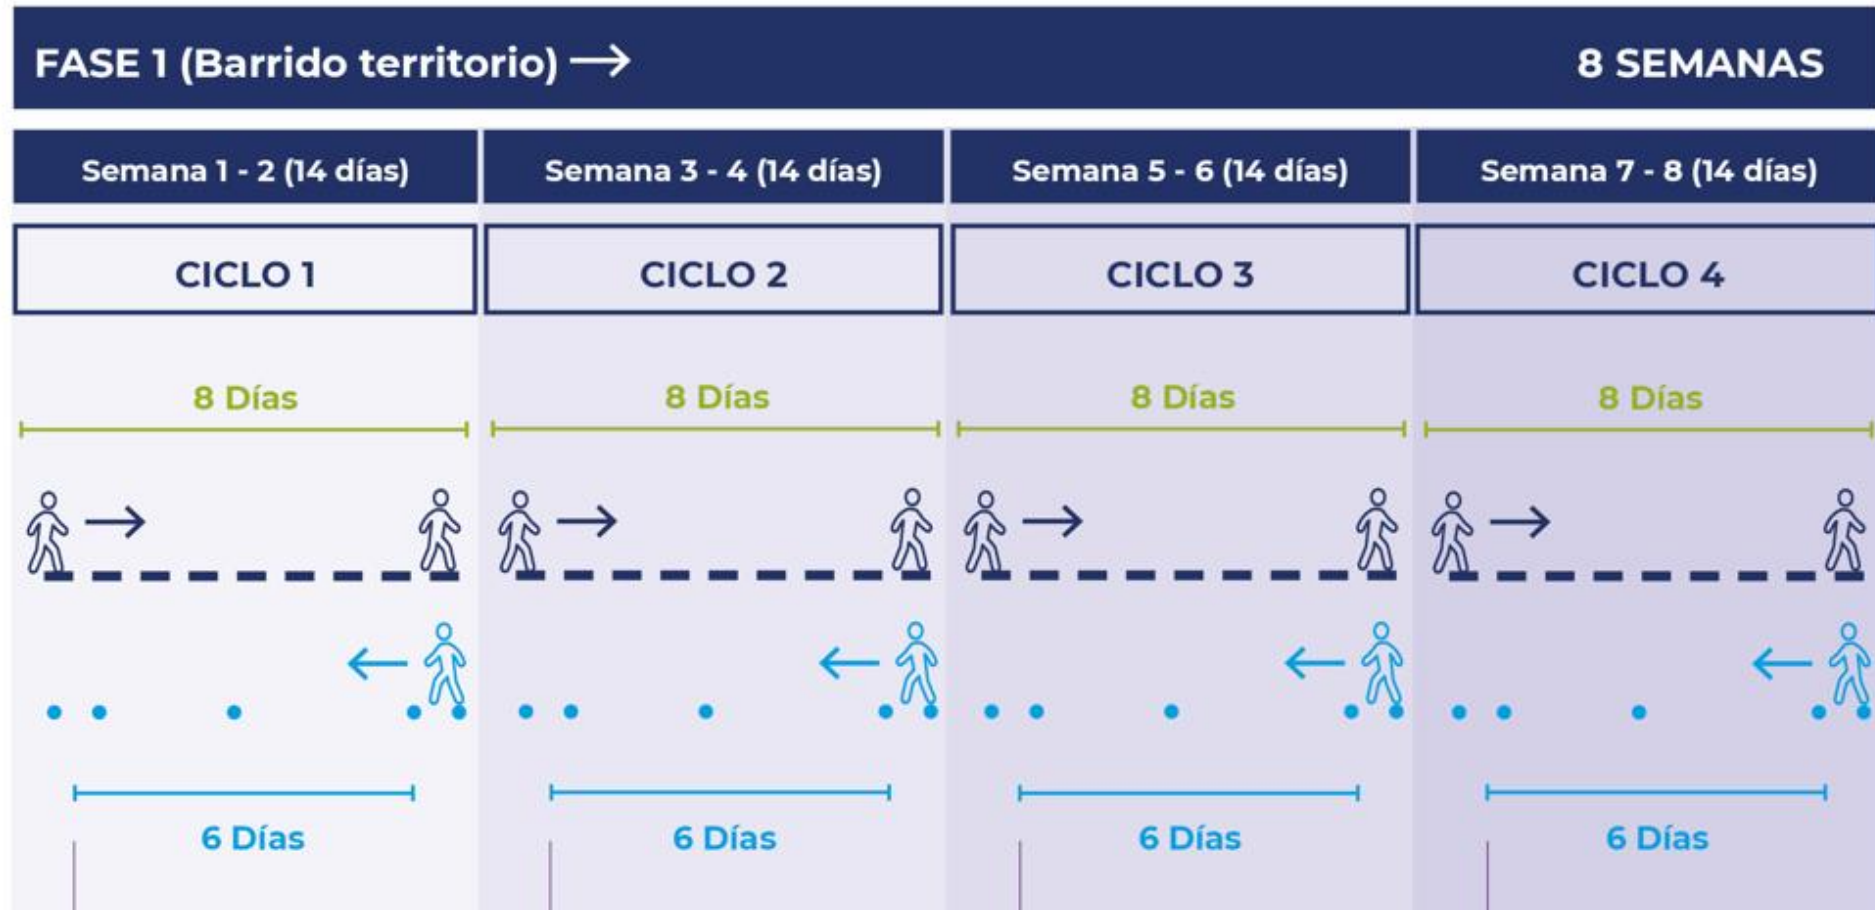 FASE 1 (Barrido territorio) → 8 SEMANAS
Semana 1 - 2 (14 días)
Semana 3 - 4 (14 días)
Semana 5 - 6 (14 días)
Semana 7 - 8 (14 días)
CICLO 1
CICLO 2
CICLO 3
CICLO 4
8 Días
8 Días
8 Días
8 Días
6 Días
6 Días
6 Días
6 Días